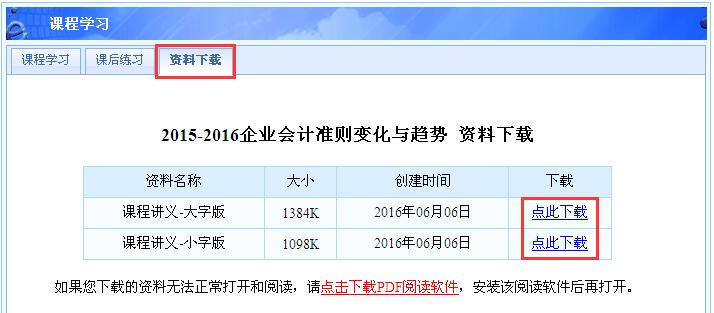 课程学习
课程学习 课后练习 资料下载
2015-2016企业会计准则变化与趋势 资料下载
资料名称 大小 创建时间 下载
课程讲义-大字版 1384K 2016年06月06日 点此下载
课程讲义-小字版 1098K 2016年06月06日 点此下载
如果您下载的资料无法正常打开和阅读，请点击下载PDF阅读软件，安装该阅读软件后再打开。